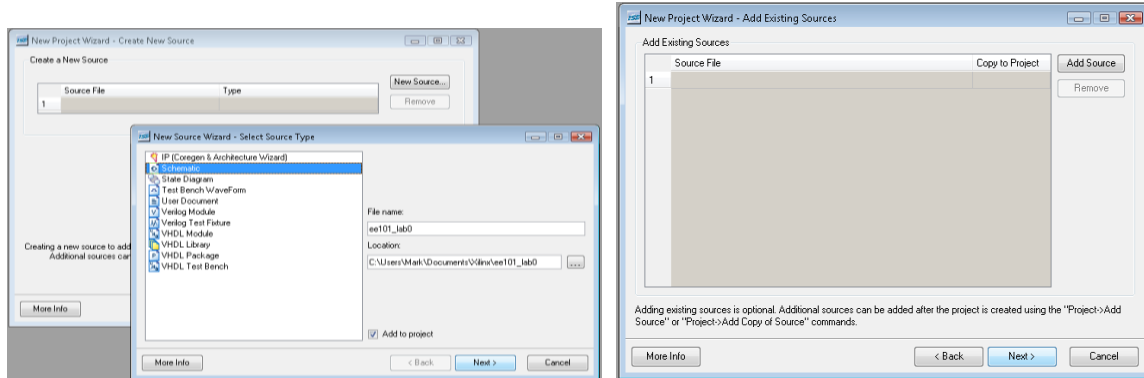 New Project Wizard - Create New Source
Create a New Source
Source File Type
1
New Source...
Remove
Creating a new source to add
Additional sources can
More Info
New Source Wizard - Select Source Type
IP (Coregen & Architecture Wizard)
Schematic
State Diagram
Test Bench WaveForm
User Document
Verilog Module
Verilog Test Fixture
VHDL Module
VHDL Library
VHDL Package
VHDL Test Bench
File name:
ee101_lab0
Location:
C:\Users\Mark\Documents\Xilinx\ee101_lab0
...
Add to project
More Info
< Back
Next >
Cancel
New Project Wizard - Add Existing Sources
Add Existing Sources
Source File Copy to Project
1
Add Source
Remove
Adding existing sources is optional. Additional sources can be added after the project is created using the "Project->Add
Source" or "Project->Add Copy of Source" commands.
More Info
< Back
Next >
Cancel